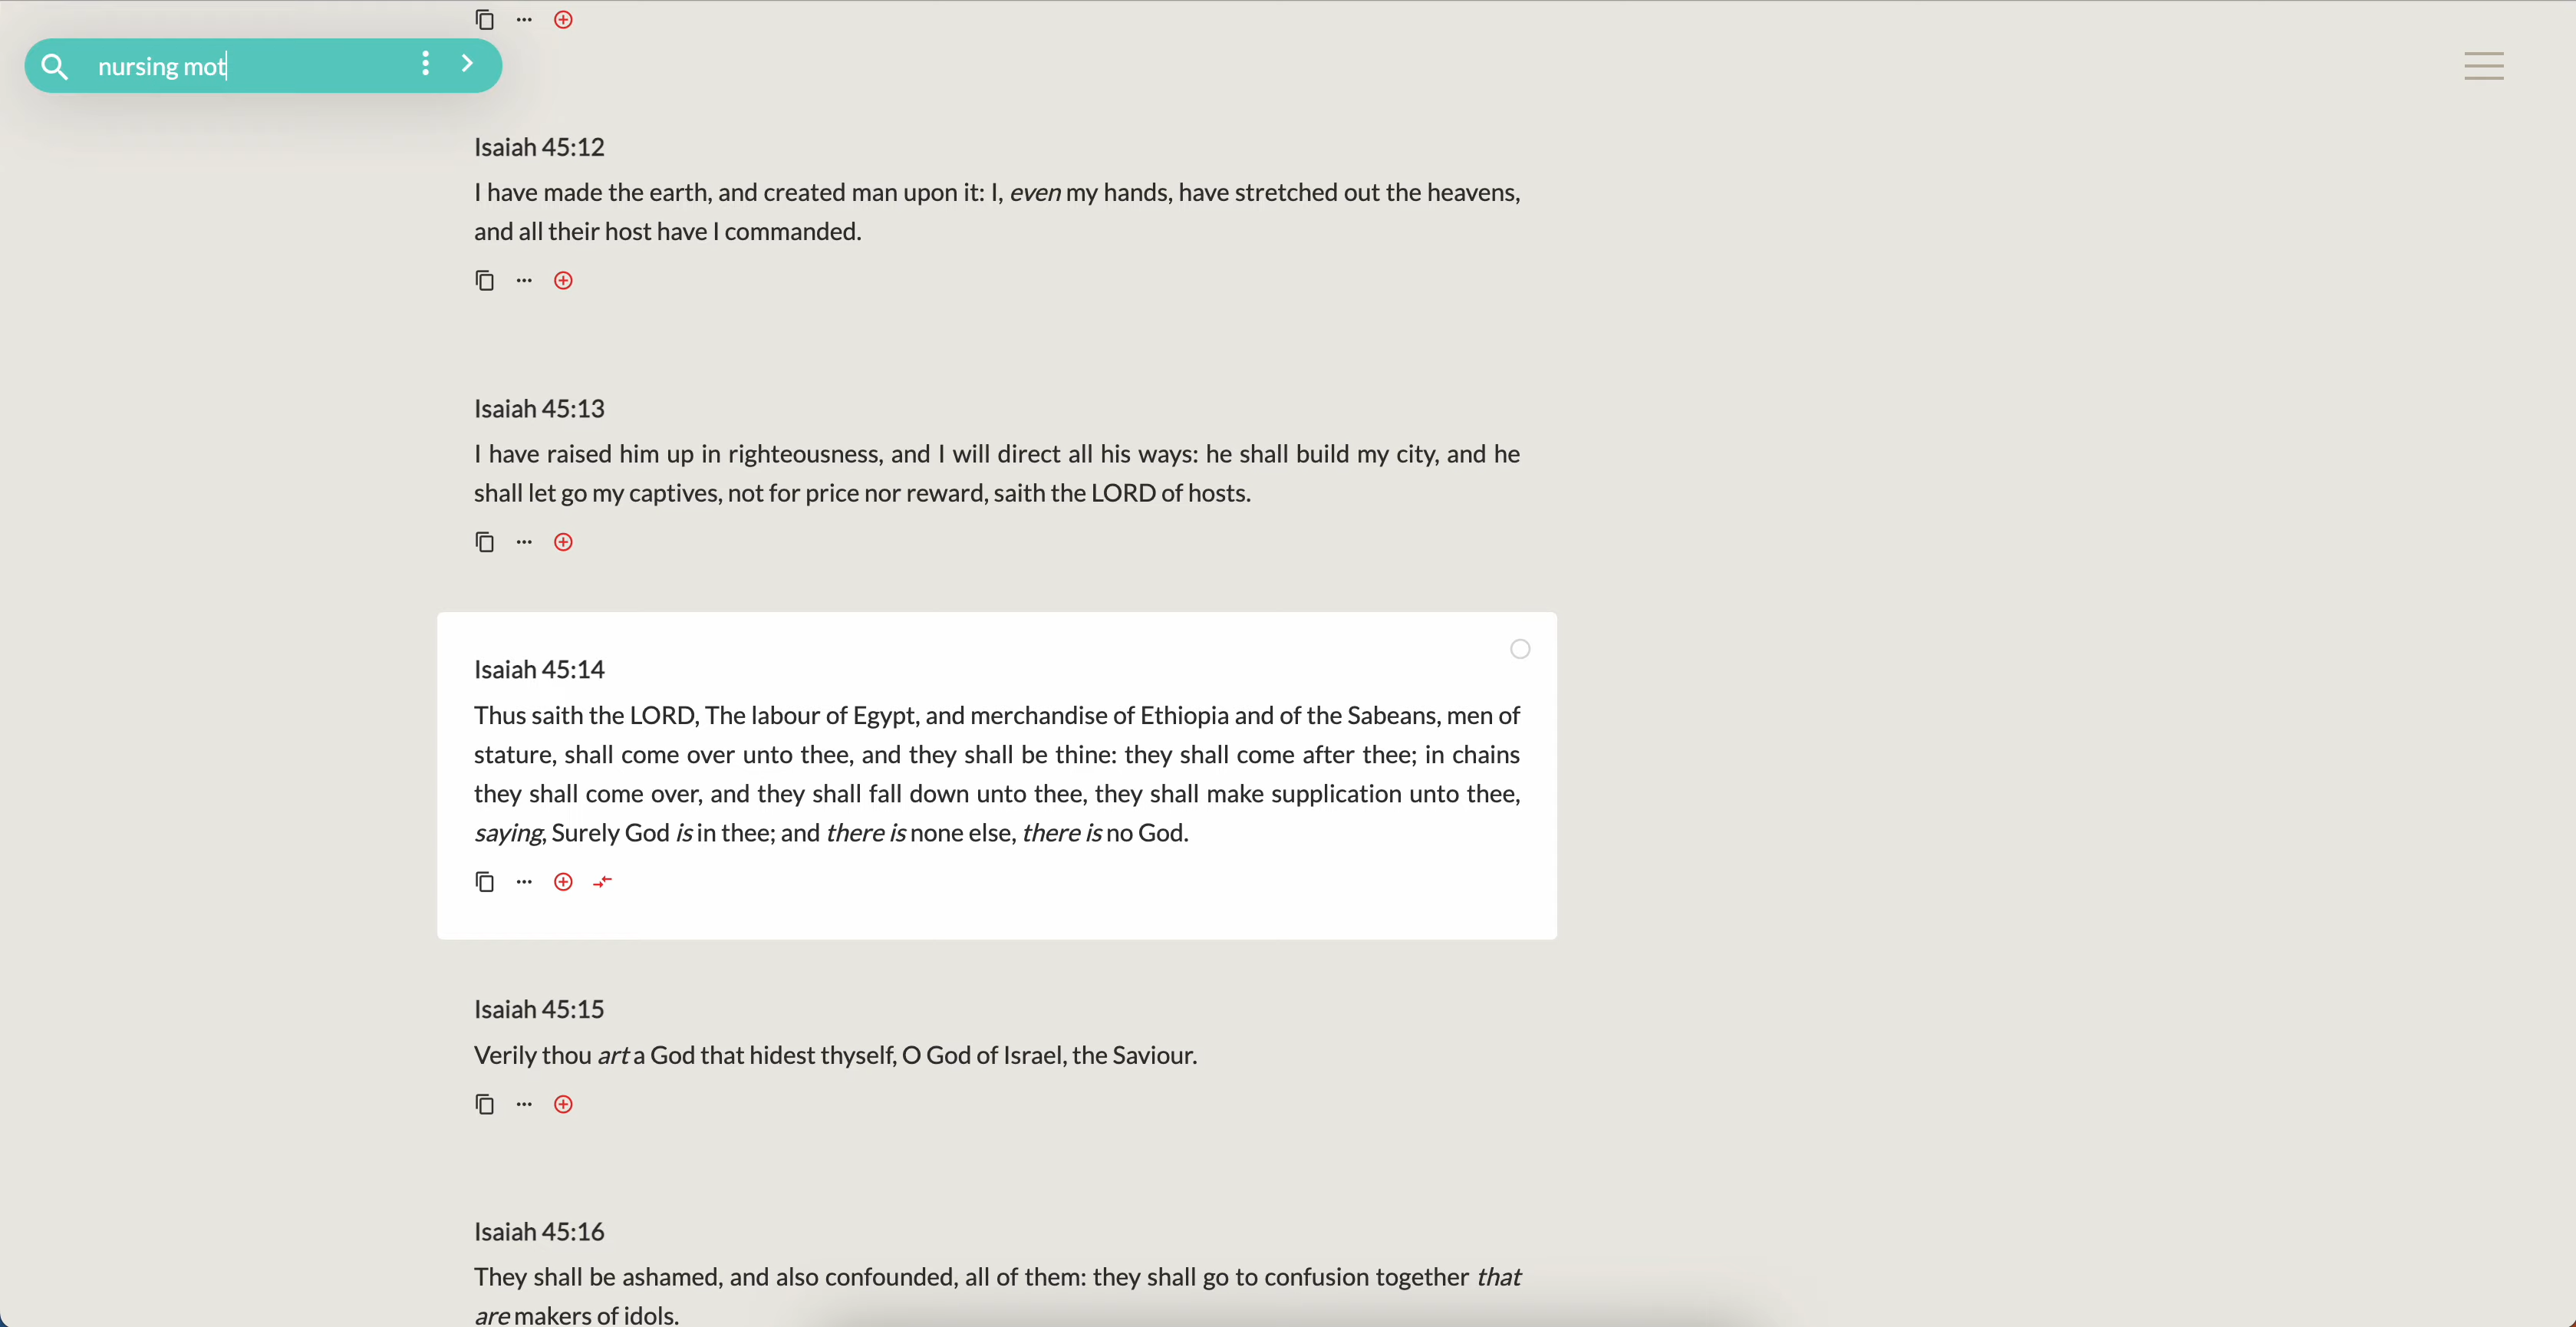 nursing mot
Isaiah 45:12
I have made the earth, and created man upon it: I, even my hands, have stretched out the heavens,
and all their host have I commanded.
Isaiah 45:13
I have raised him up in righteousness, and I will direct all his ways: he shall build my city, and he
shall let go my captives, not for price nor reward, saith the LORD of hosts.
Isaiah 45:14
Thus saith the LORD, The labour of Egypt, and merchandise of Ethiopia and of the Sabeans, men of
stature, shall come over unto thee, and they shall be thine: they shall come after thee; in chains
they shall come over, and they shall fall down unto thee, they shall make supplication unto thee,
saying, Surely God is in thee; and there is none else, there is no God.
Isaiah 45:15
Verily thou art a God that hidest thyself, O God of Israel, the Saviour.
Isaiah 45:16
They shall be ashamed, and also confounded, all of them: they shall go to confusion together that
are makers of idols.